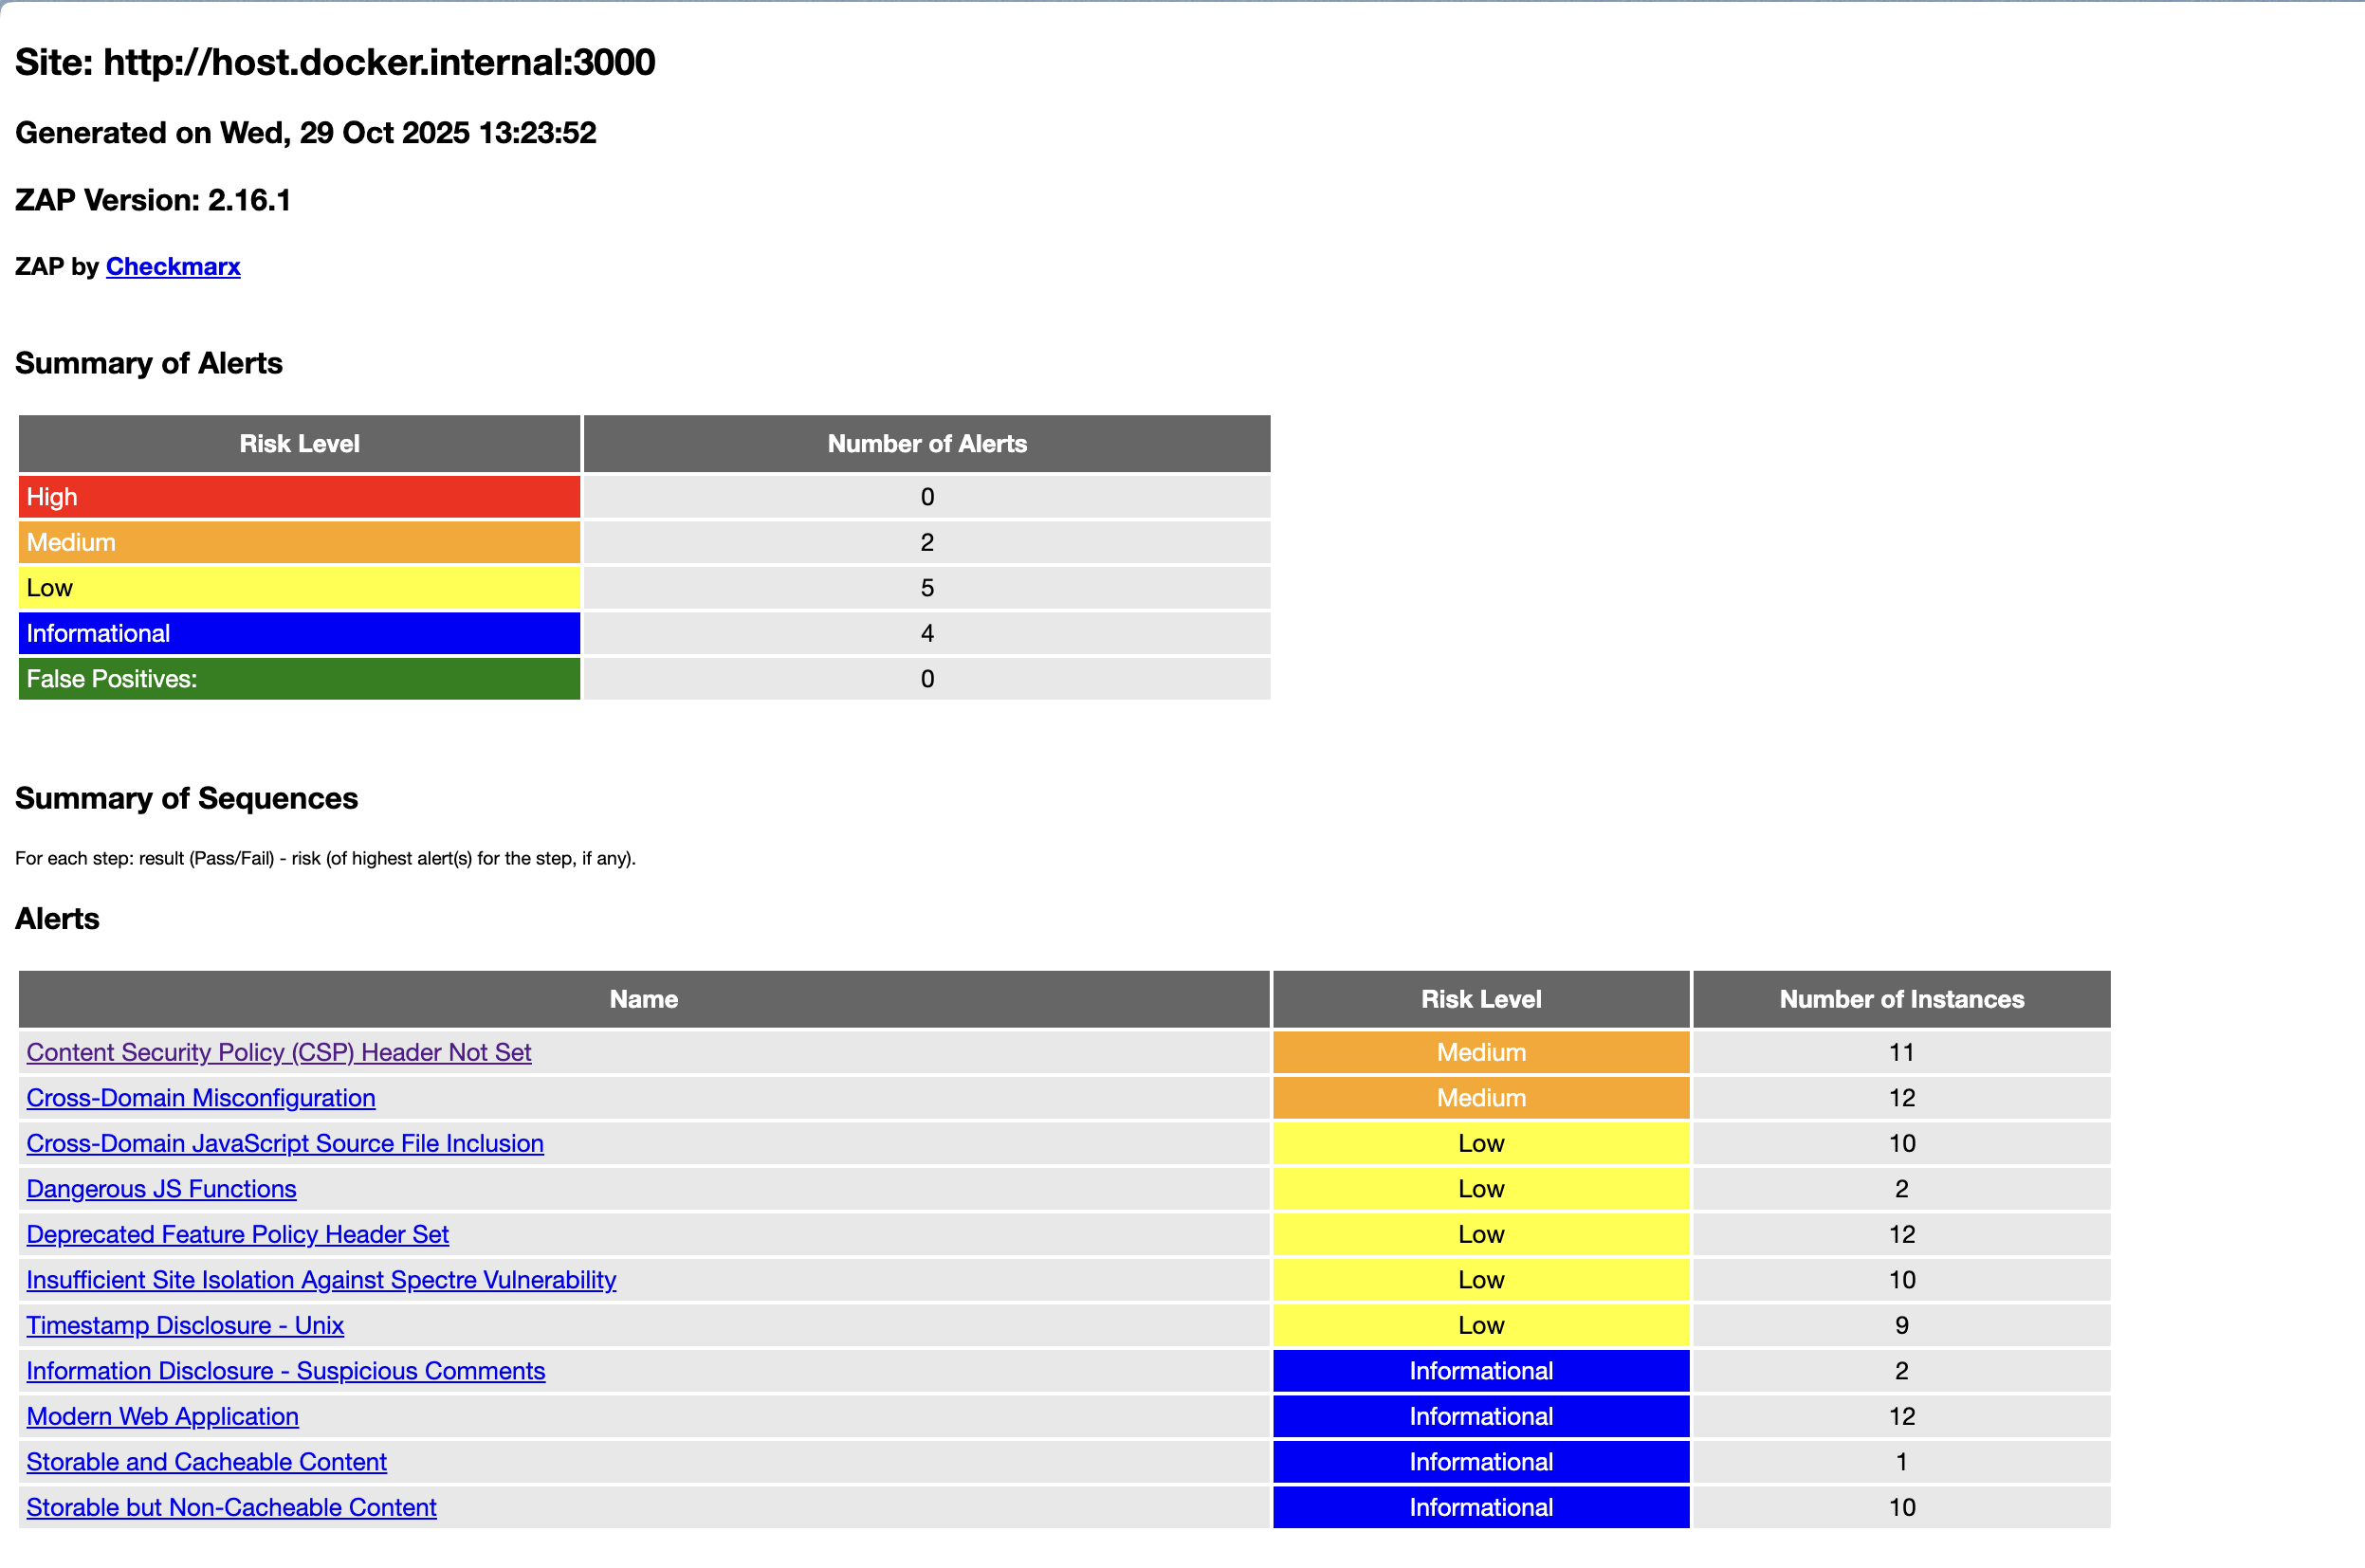 Site: http://host.docker.internal:3000
Generated on Wed, 29 Oct 2025 13:23:52
ZAP Version: 2.16.1
ZAP by Checkmarx
Summary of Alerts
Risk Level Number of Alerts
High 0
Medium 2
Low 5
Informational 4
False Positives: 0
Summary of Sequences
For each step: result (Pass/Fail) - risk (of highest alert(s) for the step, if any).
Alerts
Name Risk Level Number of Instances
Content Security Policy (CSP) Header Not Set Medium 11
Cross-Domain Misconfiguration Medium 12
Cross-Domain JavaScript Source File Inclusion Low 10
Dangerous JS Functions Low 2
Deprecated Feature Policy Header Set Low 12
Insufficient Site Isolation Against Spectre Vulnerability Low 10
Timestamp Disclosure - Unix Low 9
Information Disclosure - Suspicious Comments Informational 2
Modern Web Application Informational 12
Storable and Cacheable Content Informational 1
Storable but Non-Cacheable Content Informational 10